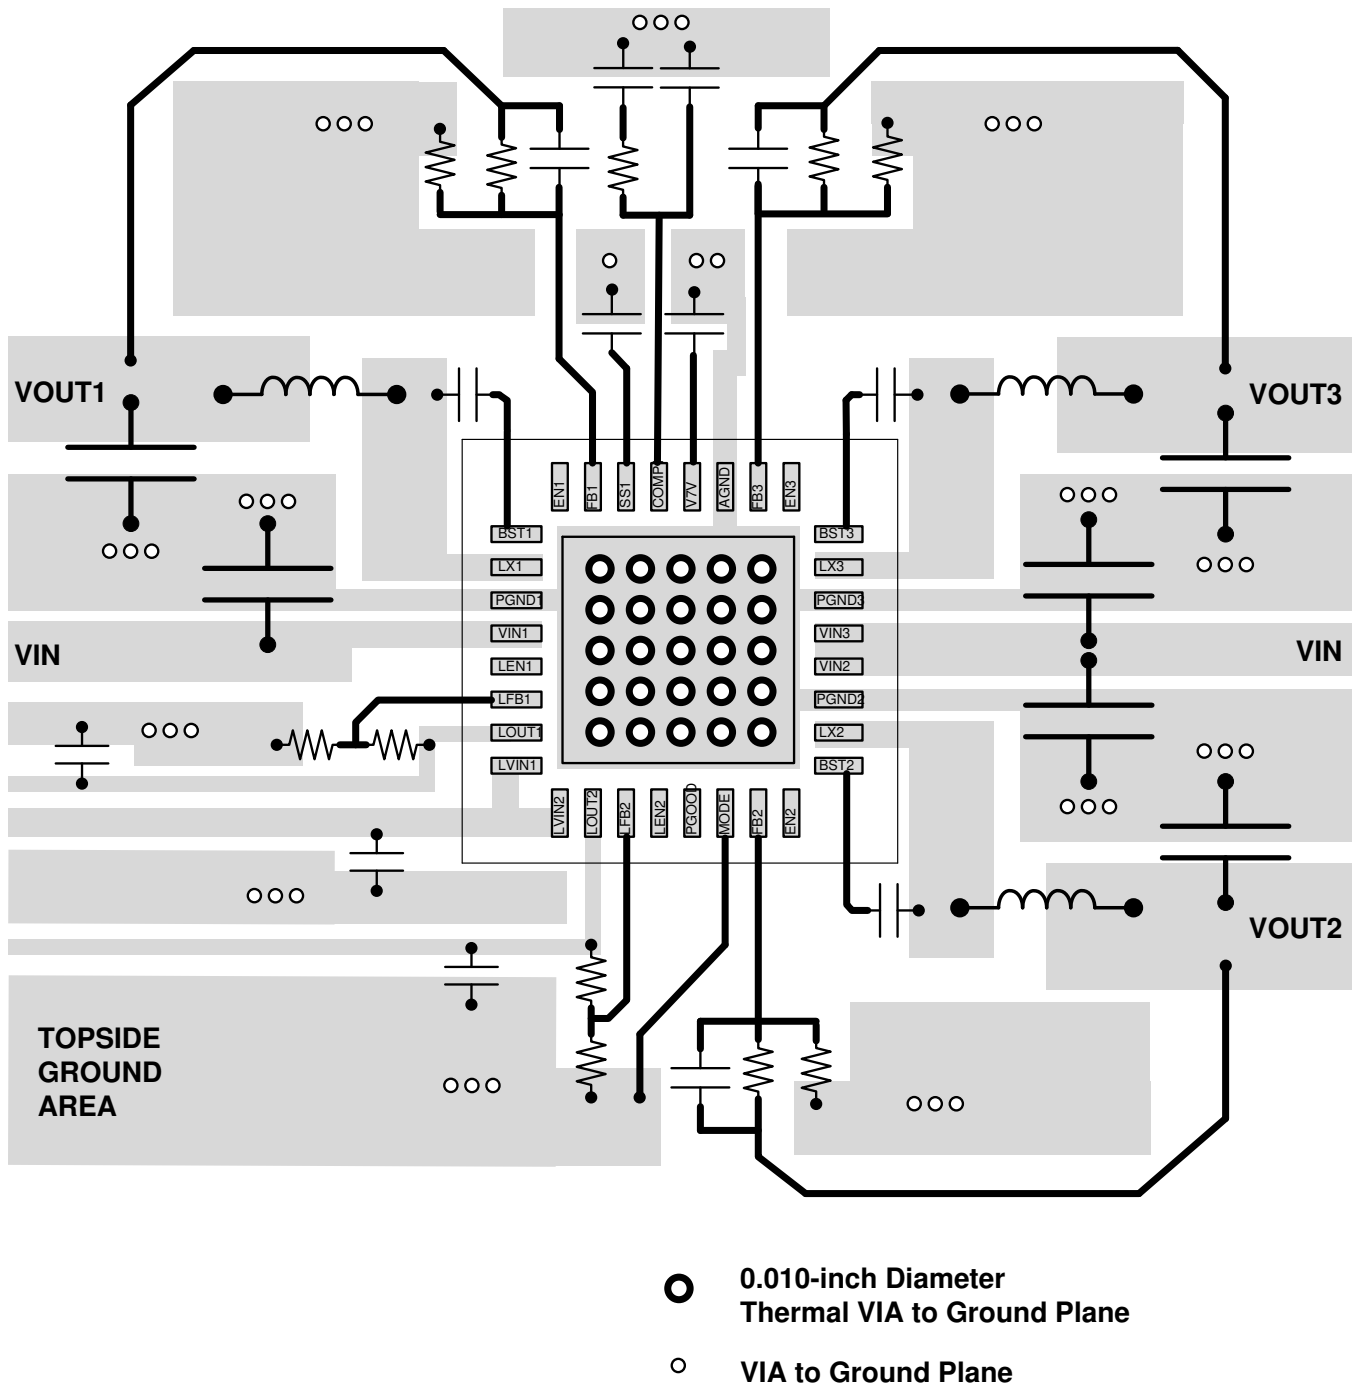 VOUT1
VOUT3
EN1
FB1
SS1
COMP
V7V
AGND
FB3
EN3
BST1
BST3
LX1
LX3
PGND1
PGND3
VIN1
VIN3
VIN
VIN
LEN1
VIN2
LFB1
PGND2
LOUT1
LX2
LVIN1
BST2
LVIN2
LOUT2
LFB2
LEN2
PGOOD
MODE
FB2
EN2
VOUT2
TOPSIDE
GROUND
AREA
0.010-inch Diameter
Thermal VIA to Ground Plane
VIA to Ground Plane